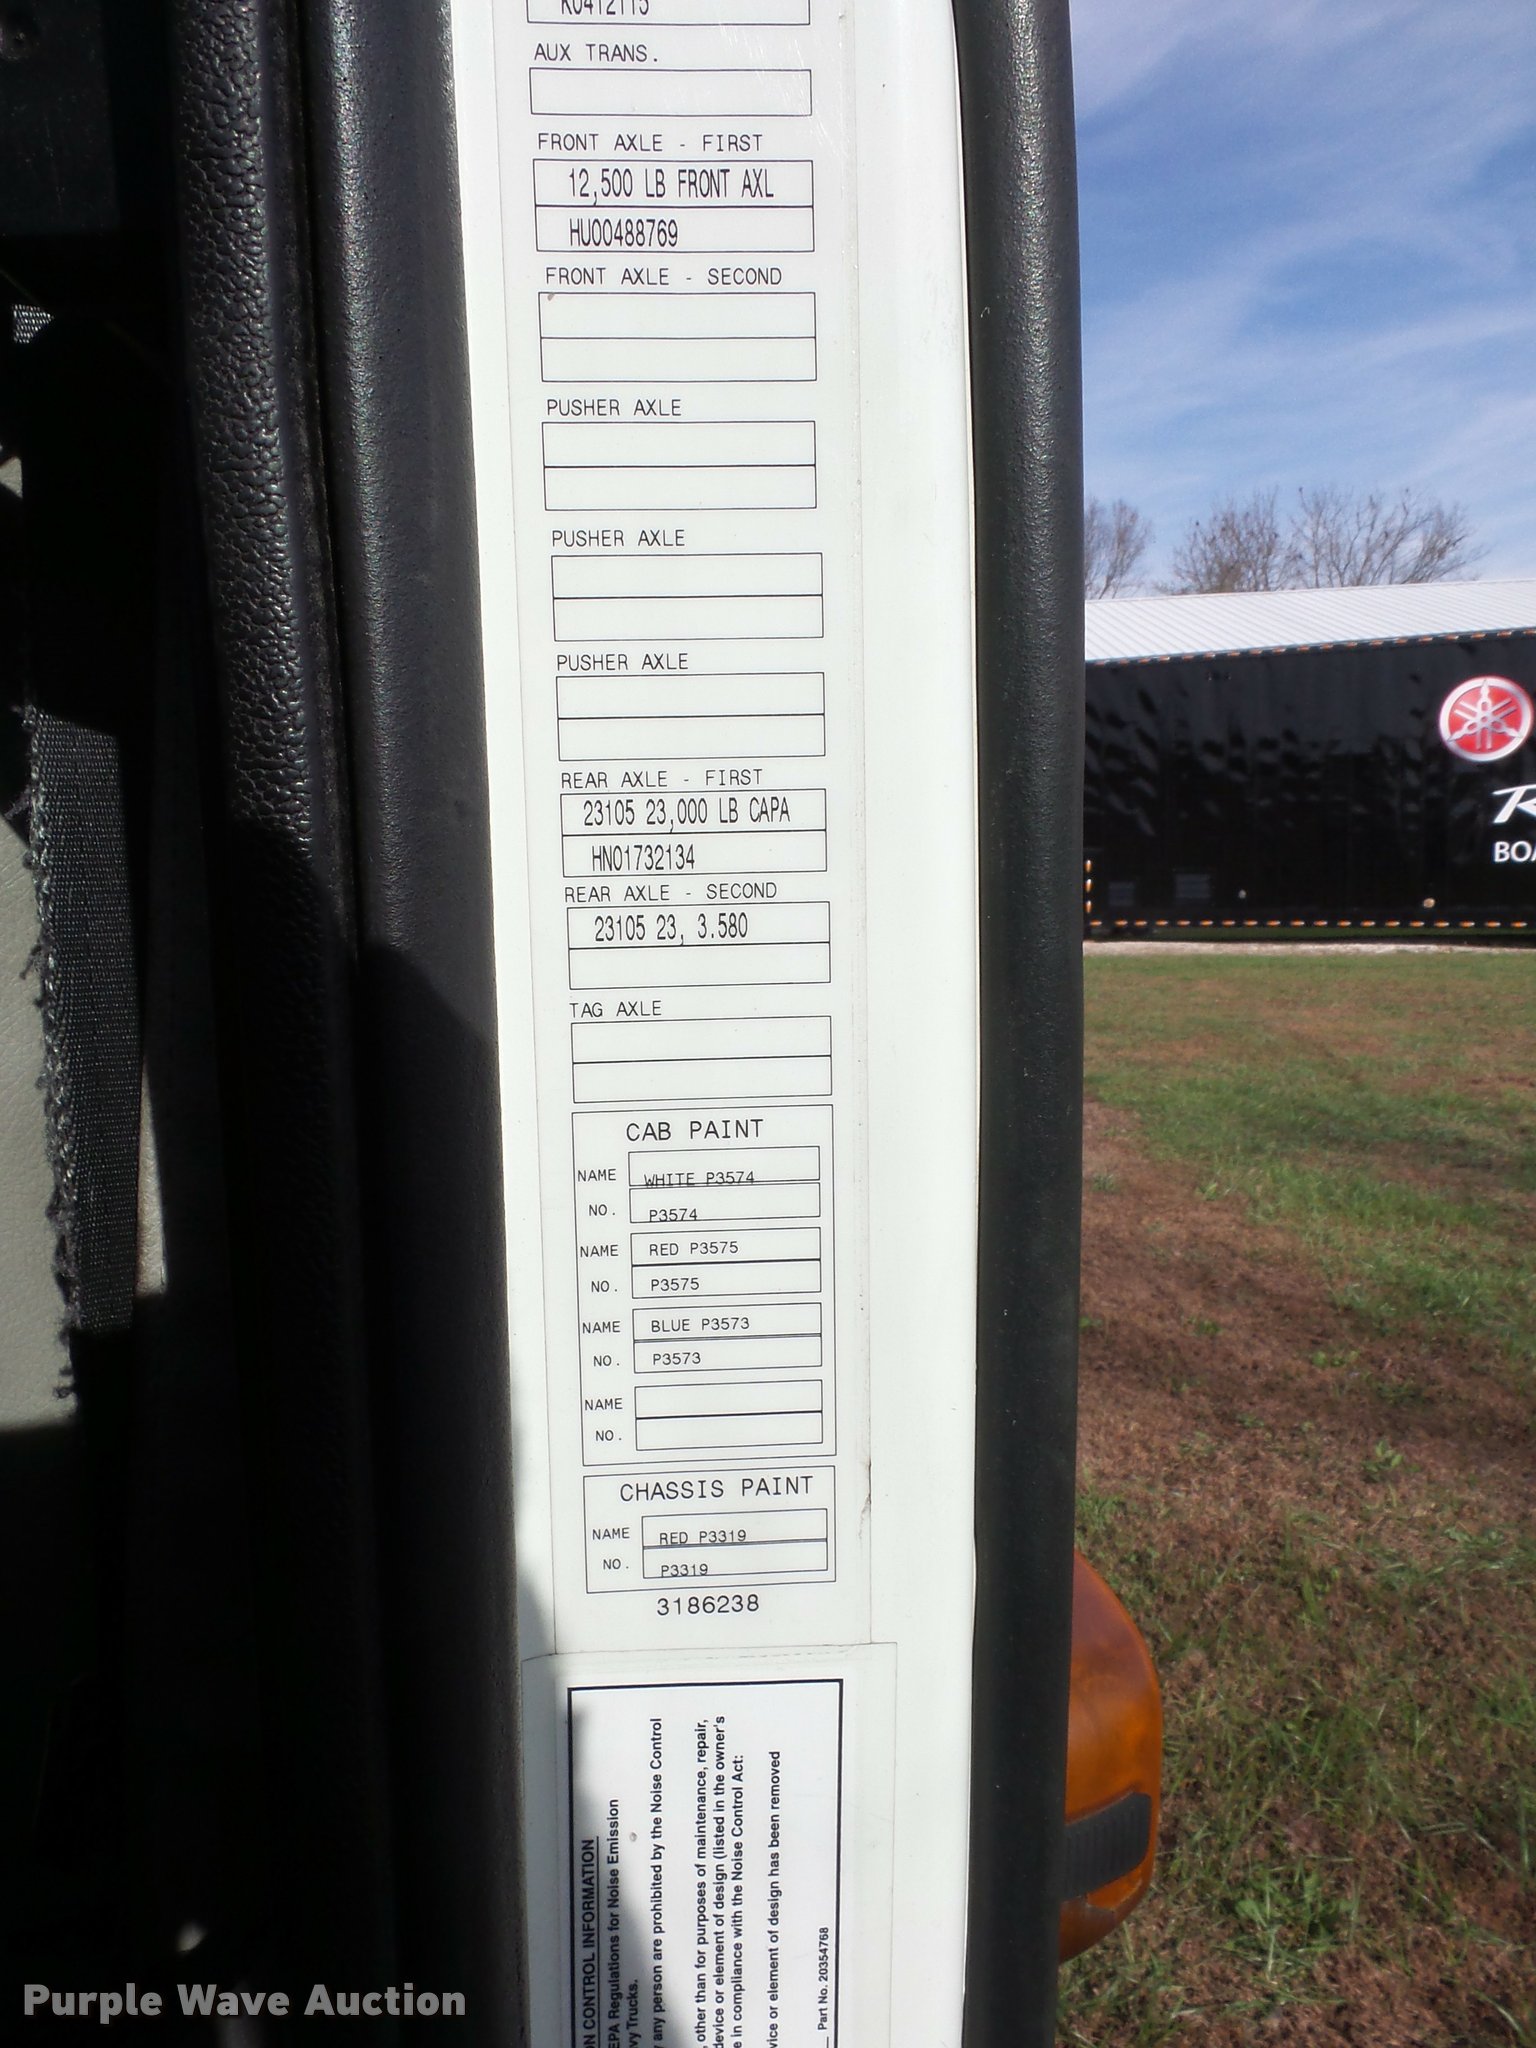 K0412115
AUX TRANS.
FRONT AXLE - FIRST
12,500 LB FRONT AXL
HU00488769
FRONT AXLE - SECOND
PUSHER AXLE
PUSHER AXLE
PUSHER AXLE
REAR AXLE - FIRST
23105 23,000 LB CAPA
HN01732134
REAR AXLE - SECOND
23105 23, 3.580
TAG AXLE
CAB PAINT
NAME WHITE P3574
NO. P3574
NAME RED P3575
NO. P3575
NAME BLUE P3573
NO. P3573
NAME
NO.
CHASSIS PAINT
NAME RED P3319
NO. P3319
3186238
ON CONTROL INFORMATION
EPA Regulations for Noise Emission
vy Trucks.
any person are prohibited by the Noise Control
, other than for purposes of maintenance, repair,
device or element of design (listed in the owner's
e in compliance with the Noise Control Act:
vice or element of design has been removed
Part No. 20354768
BOA
Purple Wave Auction